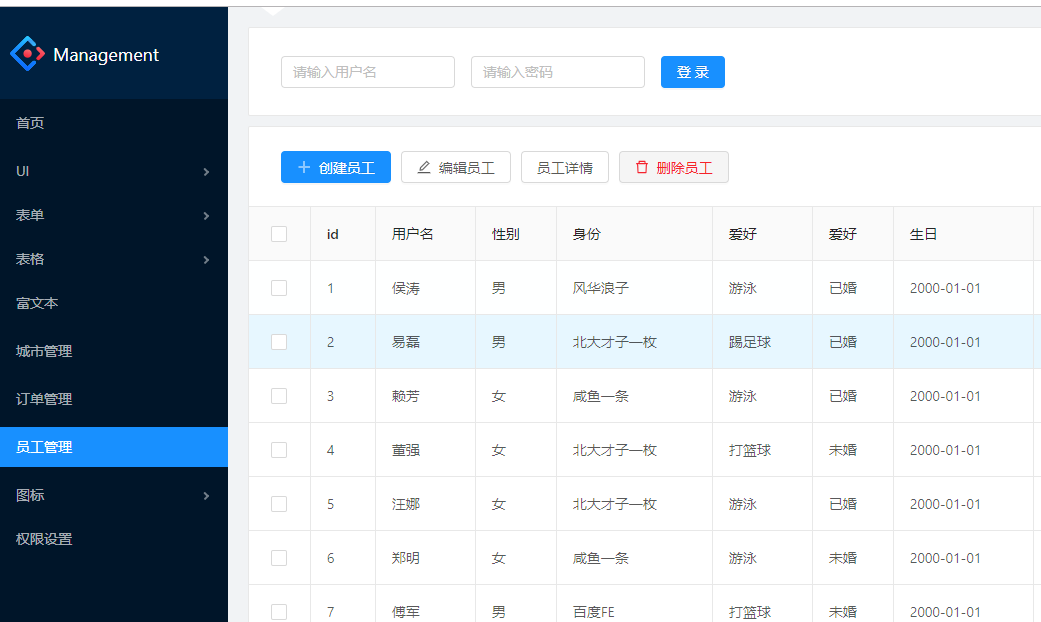 Management
首页
UI
表单
表格
富文本
城市管理
订单管理
员工管理
图标
权限设置
请输入用户名 请输入密码 登 录
创建员工 编辑员工 员工详情 删除员工
id 用户名 性别 身份 爱好 爱好 生日
1 侯涛 男 风华浪子 游泳 已婚 2000-01-01
2 易磊 男 北大才子一枚 踢足球 已婚 2000-01-01
3 赖芳 女 咸鱼一条 游泳 已婚 2000-01-01
4 董强 女 北大才子一枚 打篮球 未婚 2000-01-01
5 汪娜 女 北大才子一枚 游泳 已婚 2000-01-01
6 郑明 女 咸鱼一条 游泳 未婚 2000-01-01
7 傅军 男 百度FE 打篮球 未婚 2000-01-01